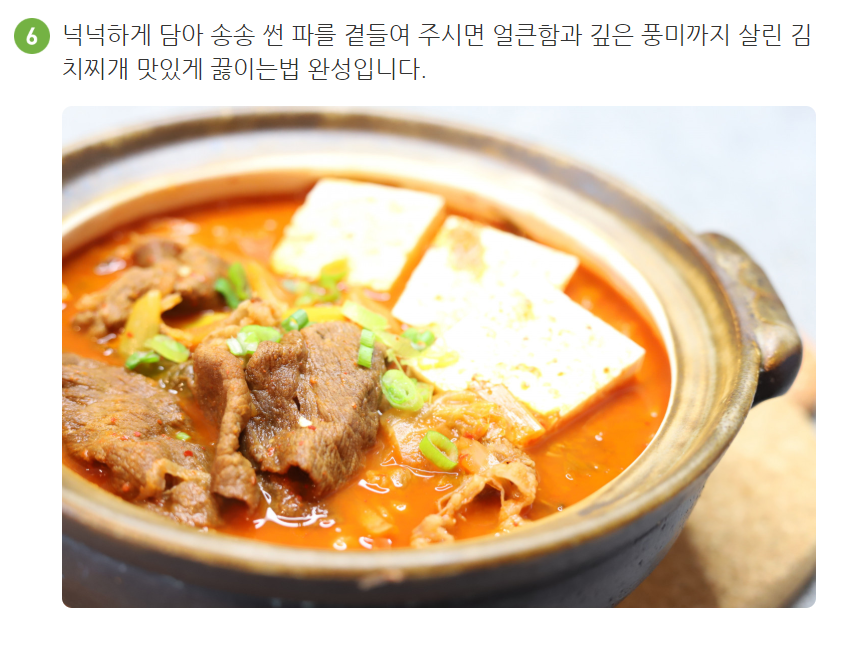 6 넉넉하게 담아 송송 썬 파를 곁들여 주시면 얼큰함과 깊은 풍미까지 살린 김
치찌개 맛있게 끓이는법 완성입니다.